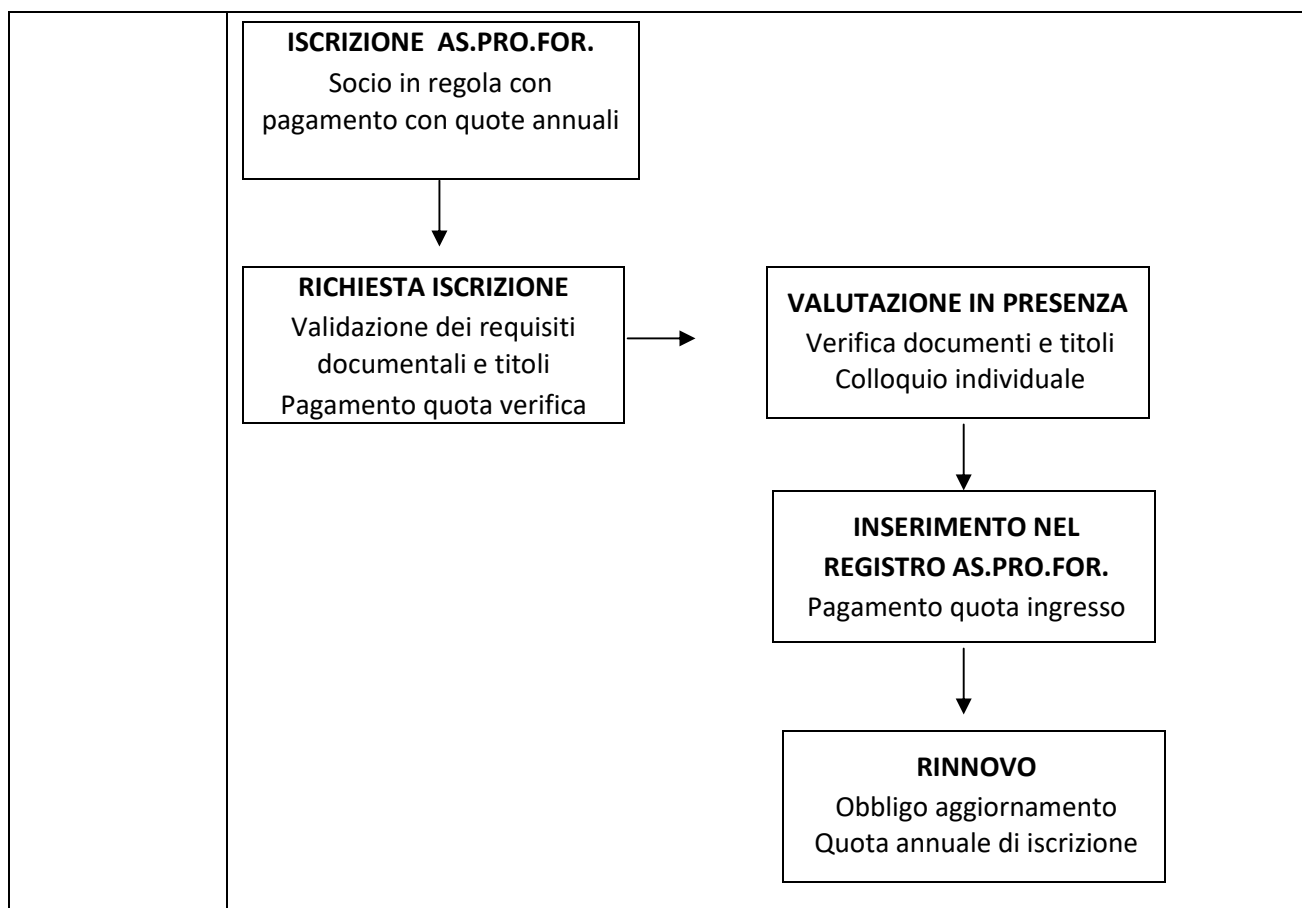 ISCRIZIONE AS.PRO.FOR.
Socio in regola con
pagamento con quote annuali
RICHIESTA ISCRIZIONE
Validazione dei requisiti
documentali e titoli
Pagamento quota verifica
VALUTAZIONE IN PRESENZA
Verifica documenti e titoli
Colloquio individuale
INSERIMENTO NEL
REGISTRO AS.PRO.FOR.
Pagamento quota ingresso
RINNOVO
Obbligo aggiornamento
Quota annuale di iscrizione